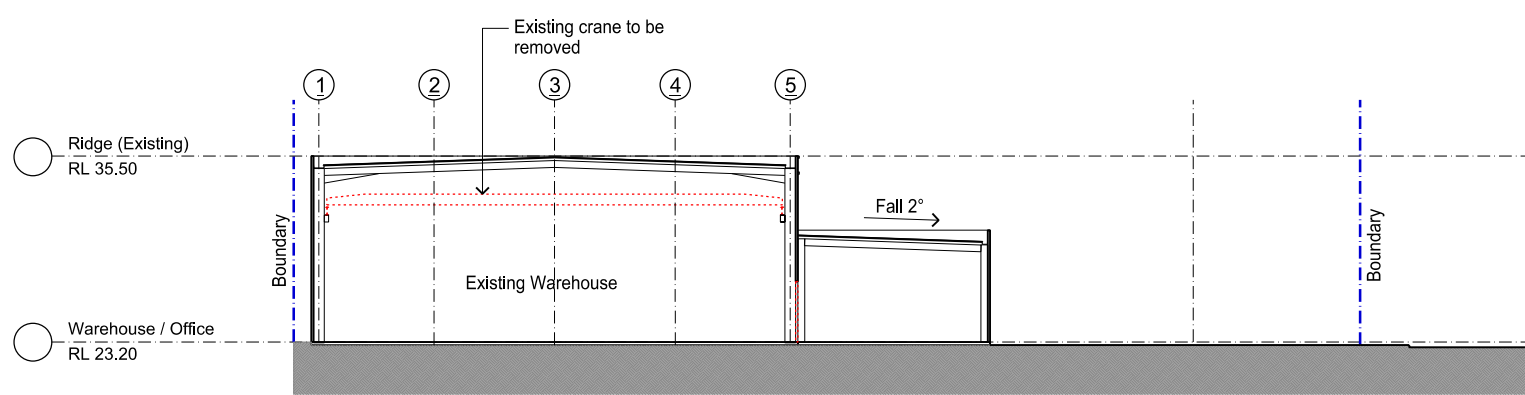 Existing crane to be
removed
1
2
3
4
5
Ridge (Existing)
RL 35.50
Fall 2°
Boundary
Boundary
Existing Warehouse
Warehouse / Office
RL 23.20